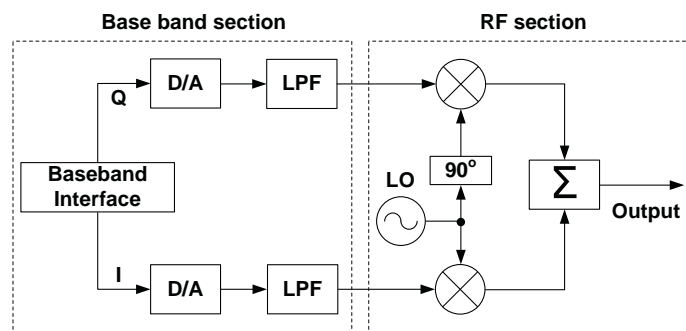 Base band section
RF section
Q
D/A
LPF
Baseband
Interface
90°
LO
Σ
Output
I
D/A
LPF